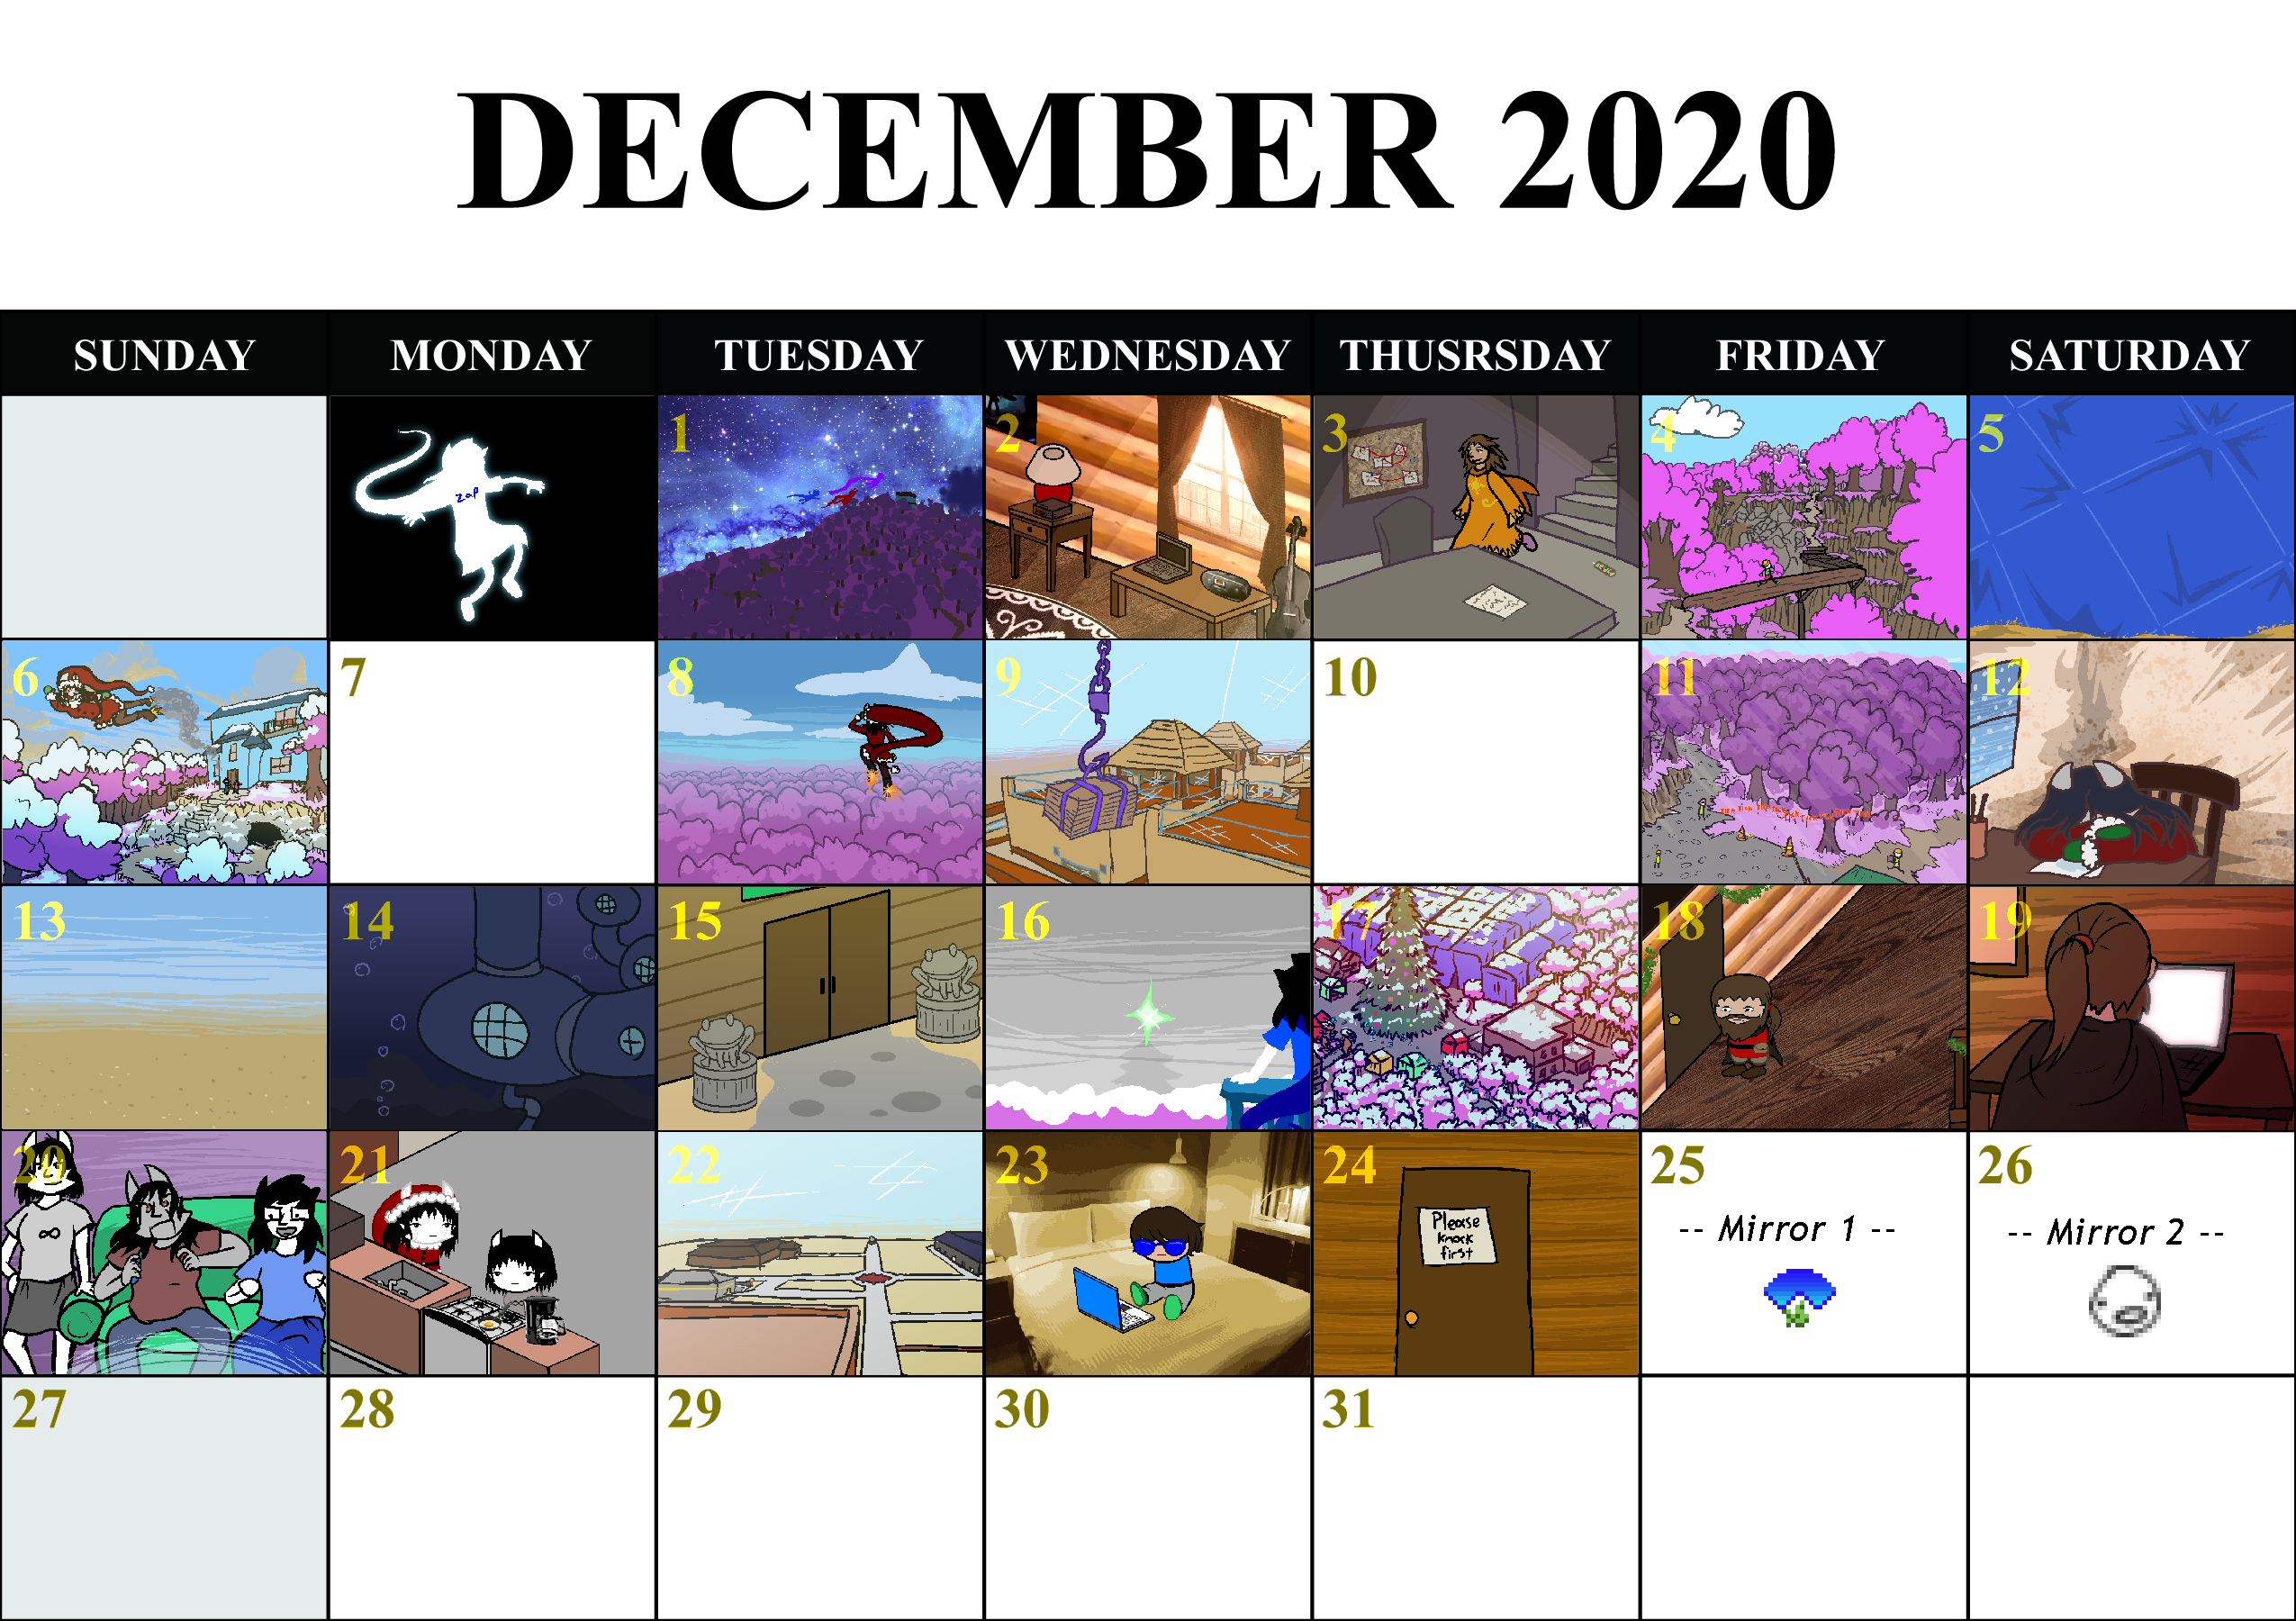 DECEMBER 2020
SUNDAY MONDAY TUESDAY WEDNESDAY THUSRSDAY FRIDAY SATURDAY
zap 1 2 3 4 5
6 7 8 9 10 11 12
13 14 15 16 17 18 19
20 21 22 23 24 25 26
Please
knock
first
-- Mirror 1 -- -- Mirror 2 --
27 28 29 30 31